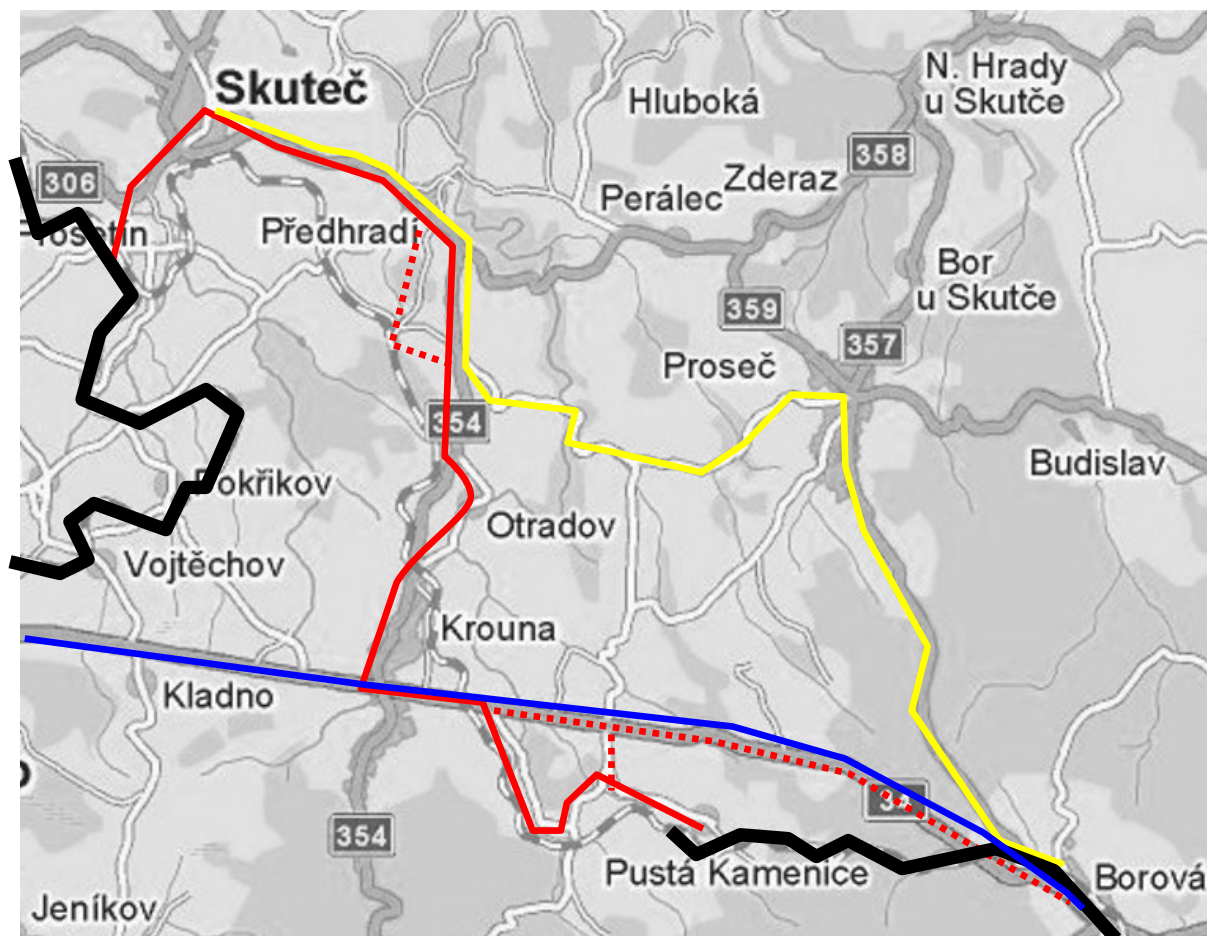 Skuteč
Hluboká
N. Hrady
u Skutče
358
306
Perálec
Zderaz
Předhradí
Bor
u Skutče
359
357
Proseč
354
Budislav
Otradov
Vojtěchov
Krouna
Kladno
354
Pustá Kamenice
Borová
Jeníkov